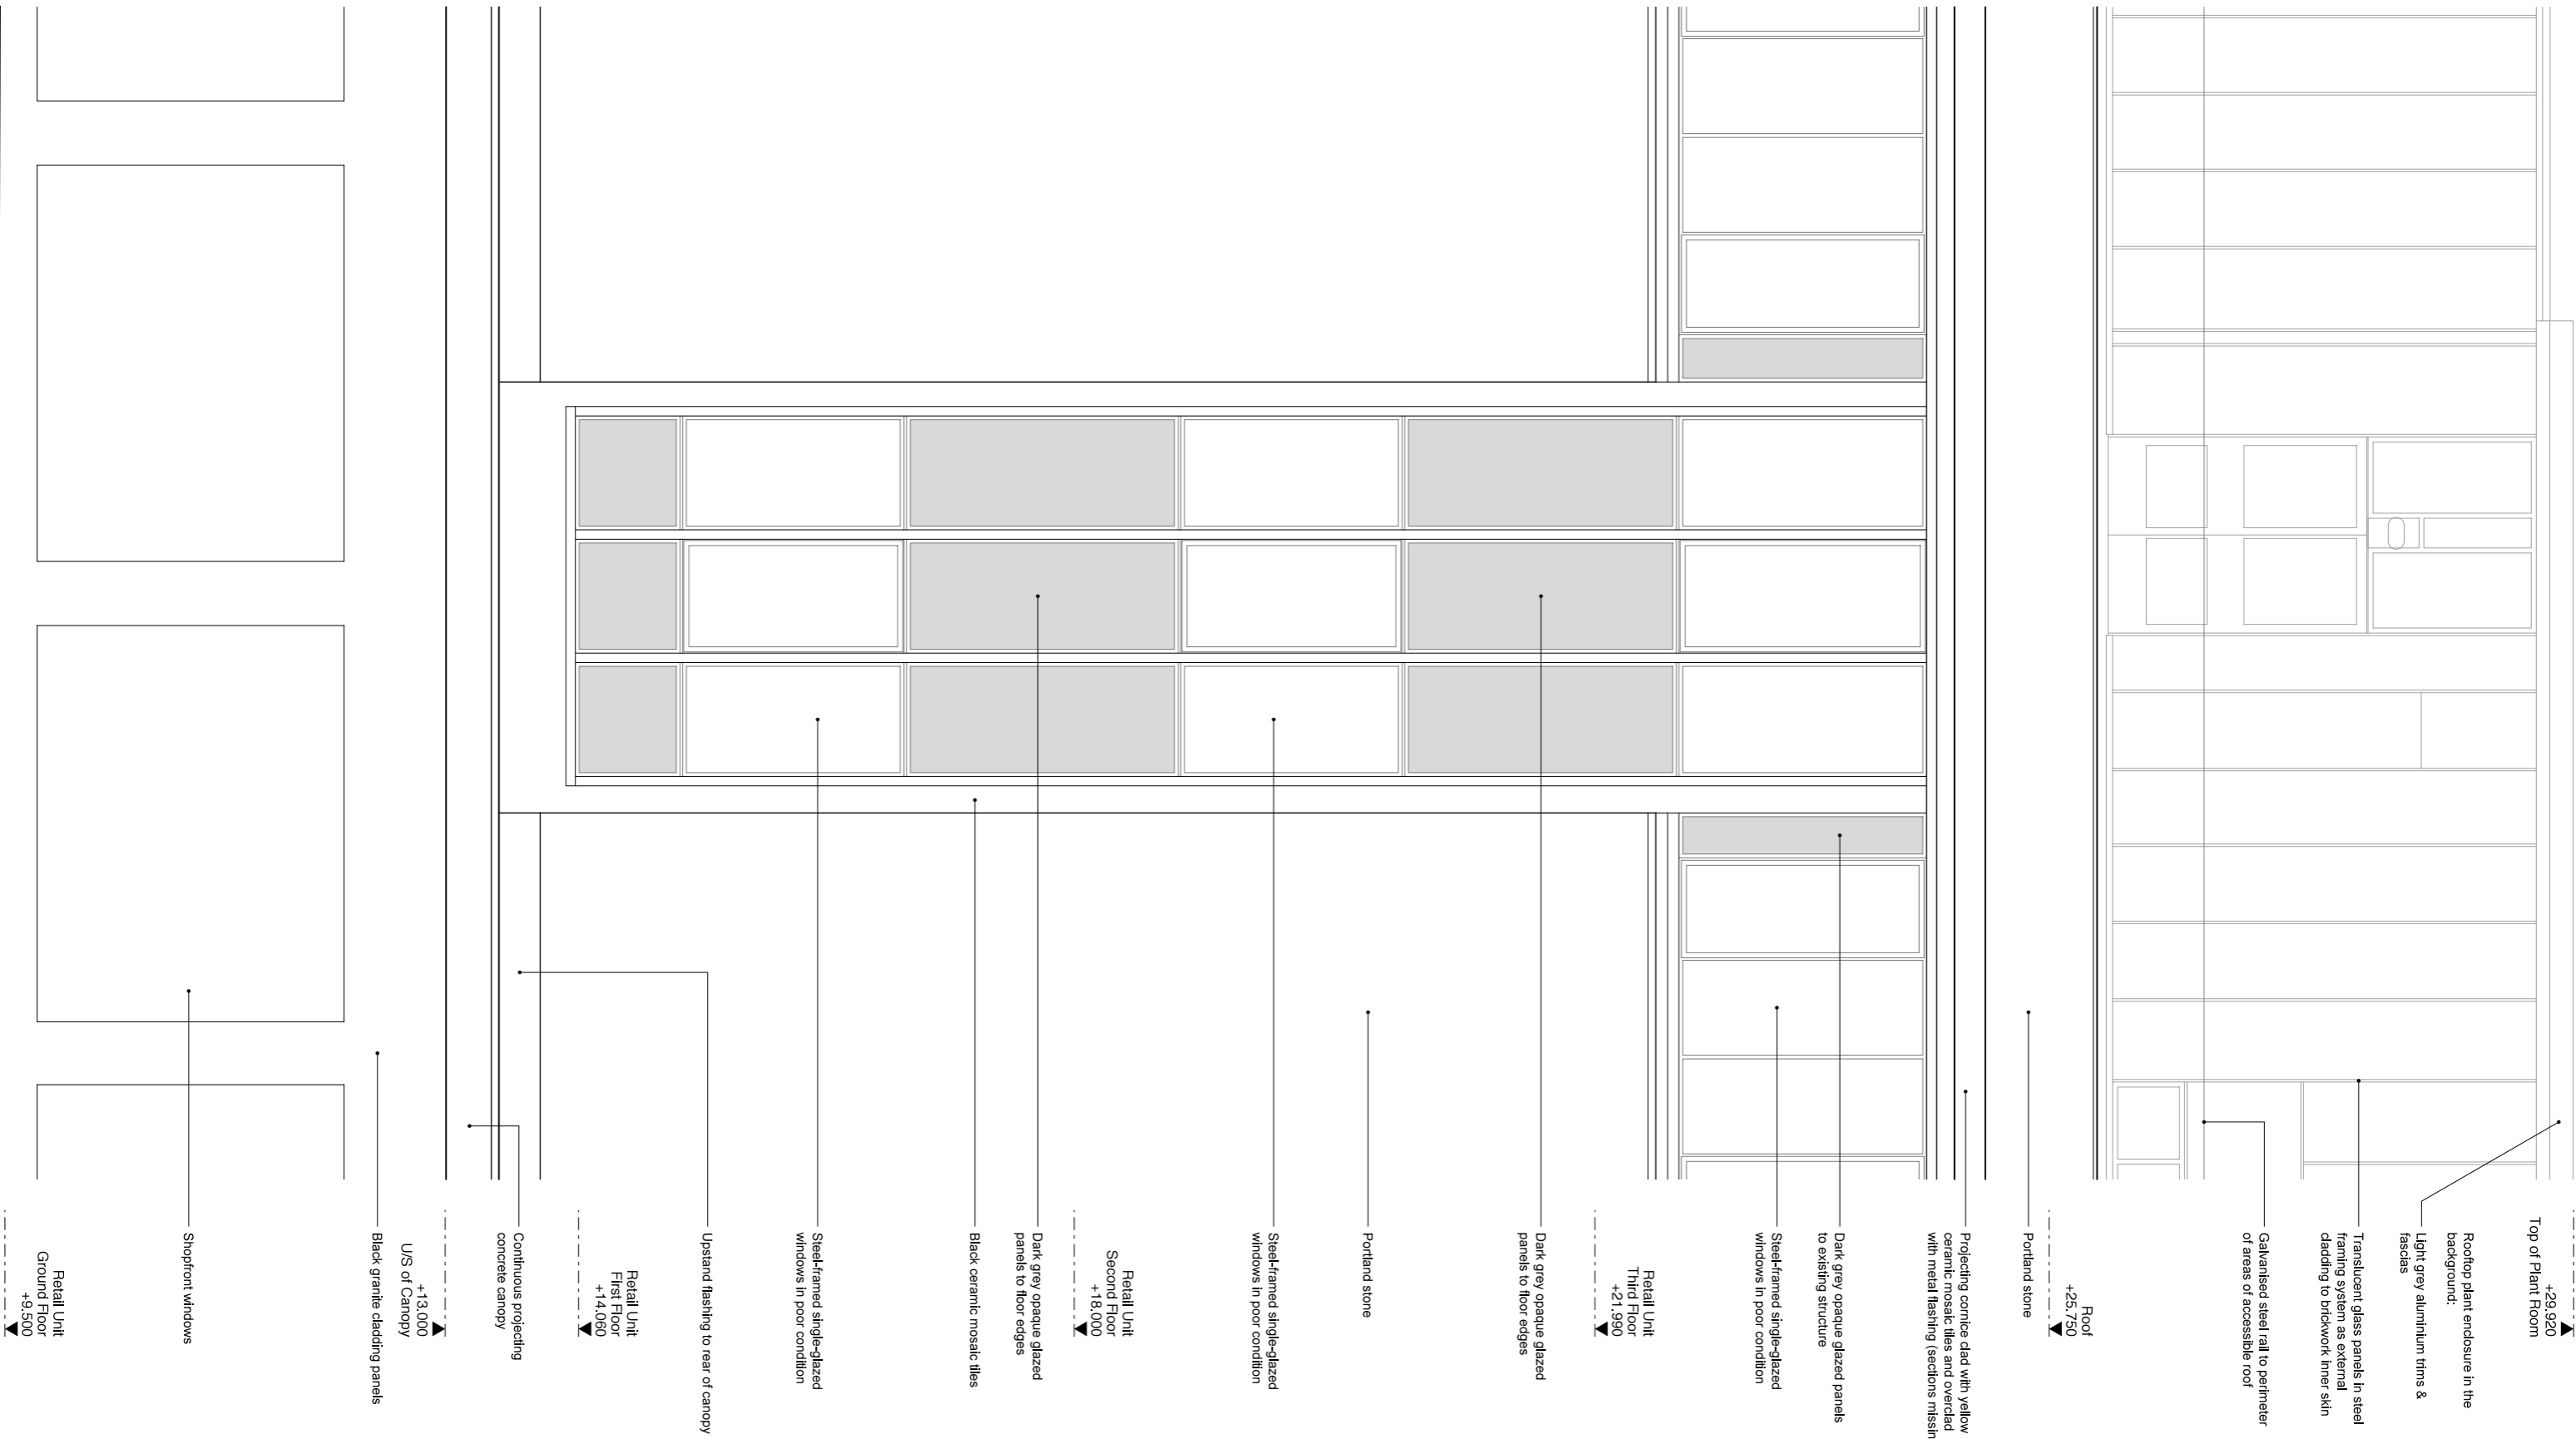 +29.920
Top of Plant Room
Rooftop plant enclosure in the
background:
Light grey aluminium trims &
fascias
Translucent glass panels in steel
framing system as external
cladding to brickwork inner skin
Galvanised steel rail to perimeter
of areas of accessible roof
Roof
+25.750
Portland stone
Projecting cornice clad with yellow
ceramic mosaic tiles and overclad
with metal flashing (sections missin
Dark grey opaque glazed panels
to existing structure
Steel-framed single-glazed
windows in poor condition
Retail Unit
Third Floor
+21.990
Dark grey opaque glazed
panels to floor edges
Portland stone
Steel-framed single-glazed
windows in poor condition
Retail Unit
Second Floor
+18.000
Dark grey opaque glazed
panels to floor edges
Black ceramic mosaic tiles
Steel-framed single-glazed
windows in poor condition
Upstand flashing to rear of canopy
Retail Unit
First Floor
+14.060
Continuous projecting
concrete canopy
+13.000
U/S of Canopy
Black granite cladding panels
Shopfront windows
Retail Unit
Ground Floor
+9.500